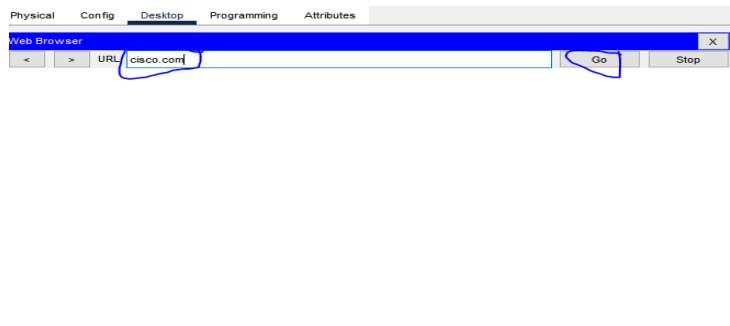 Physical Config Desktop Programming Attributes
Web Browser X
< > URL cisco.com Go Stop